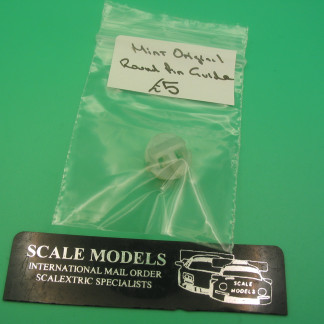 Mint Original
Round Pin Guide
£5
SCALE MODELS
INTERNATIONAL MAIL ORDER
SCALEXTRIC SPECIALISTS
SCALE
MODELS